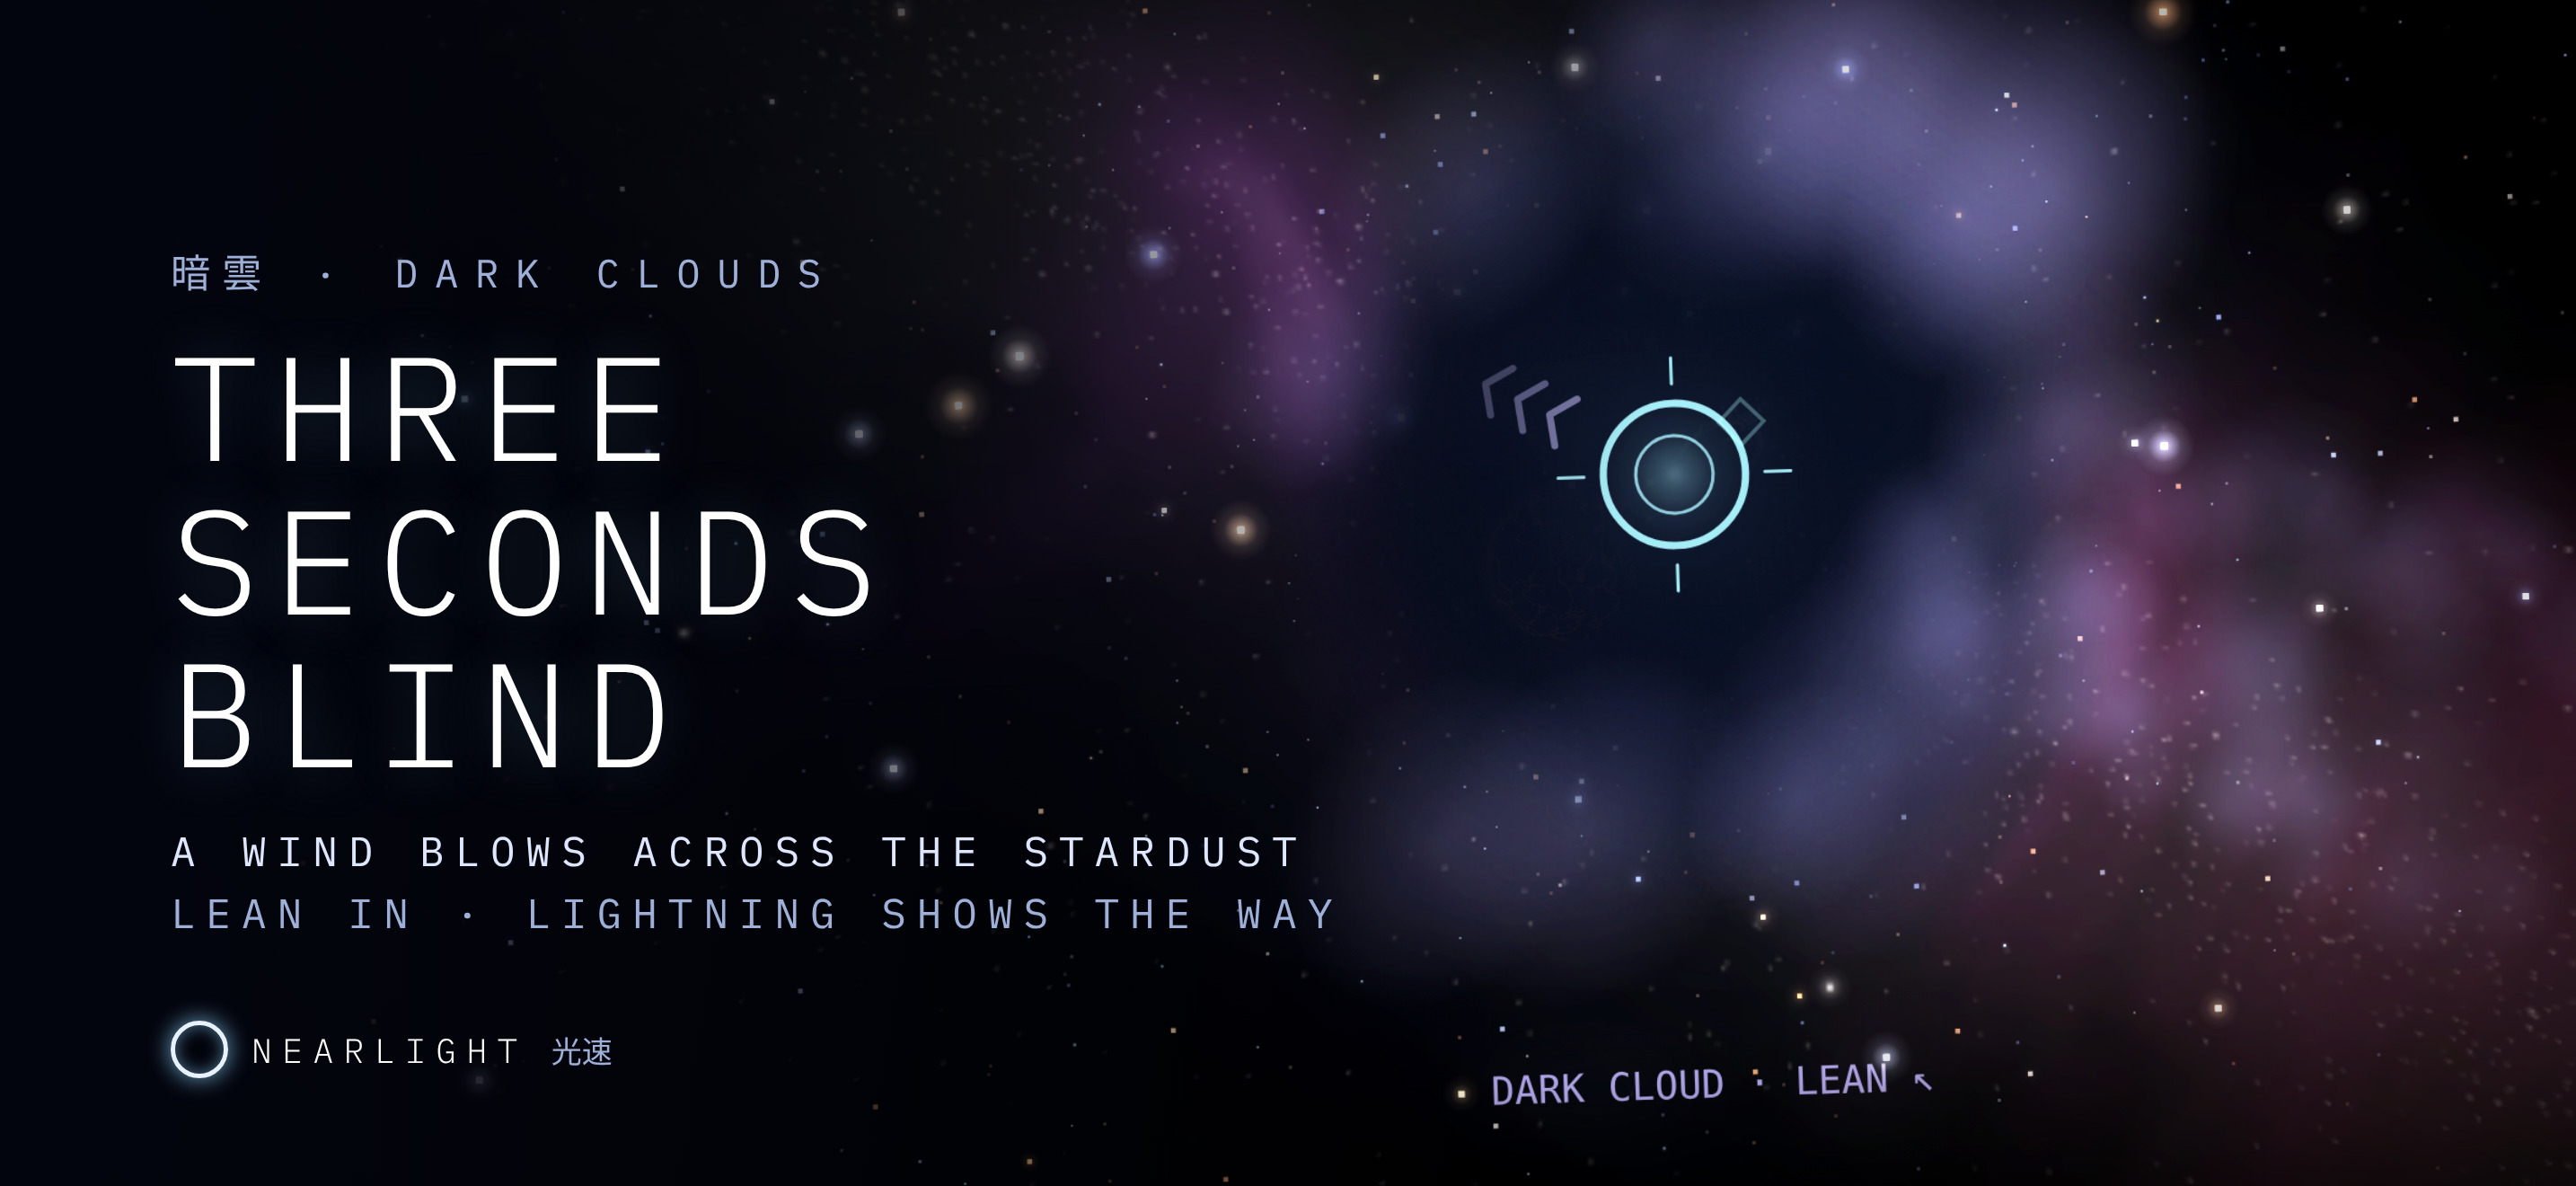 暗雲 · DARK CLOUDS
THREE
SECONDS
BLIND
A WIND BLOWS ACROSS THE STARDUST
LEAN IN · LIGHTNING SHOWS THE WAY
NEARLIGHT 光速
DARK CLOUD · LEAN ↖